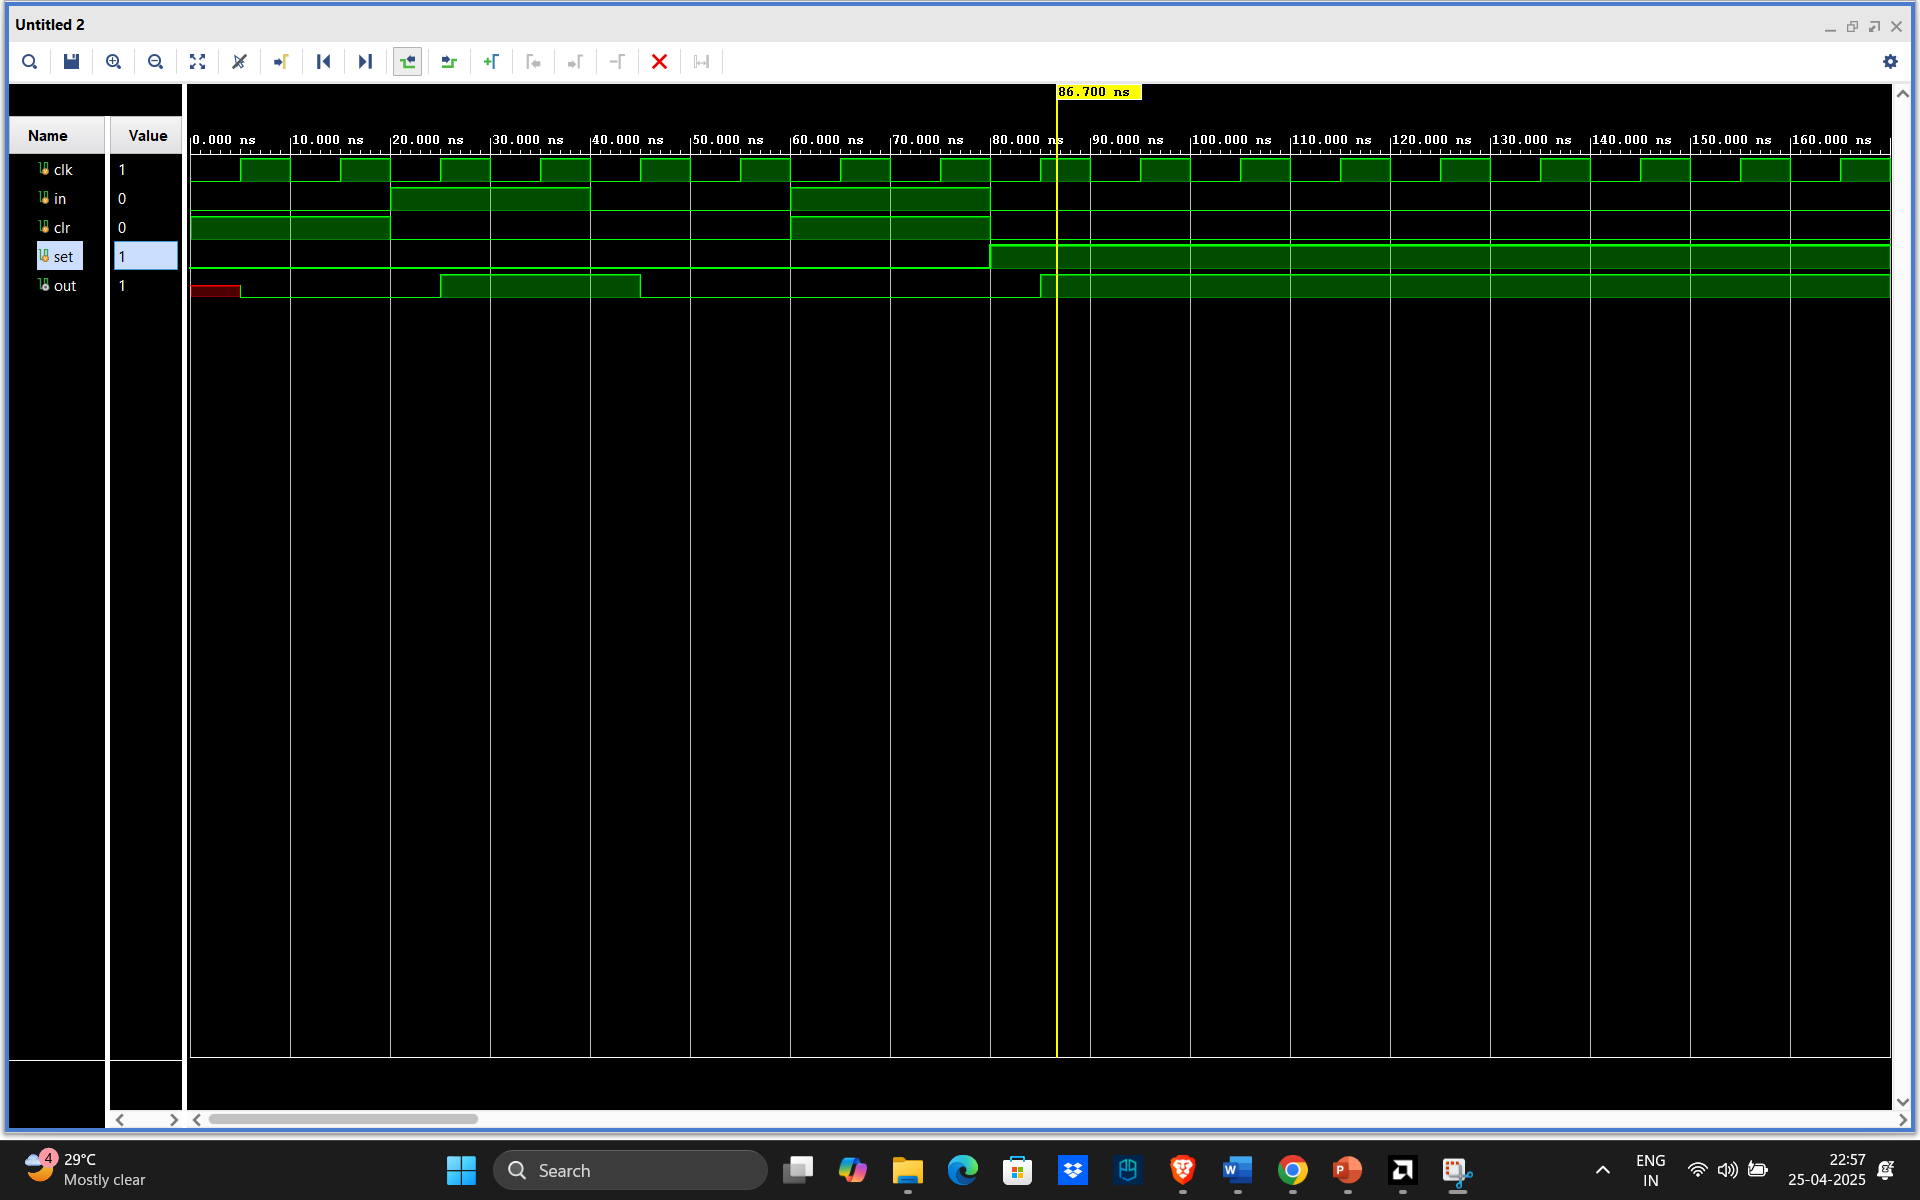 Untitled 2
86.700 ns
Name Value
0.000 ns 10.000 ns 20.000 ns 30.000 ns 40.000 ns 50.000 ns 60.000 ns 70.000 ns 80.000 ns 90.000 ns 100.000 ns 110.000 ns 120.000 ns 130.000 ns 140.000 ns 150.000 ns 160.000 ns
clk 1
in 0
clr 0
set 1
out 1
4
29°C
Mostly clear
Search
ENG
IN
22:57
25-04-2025